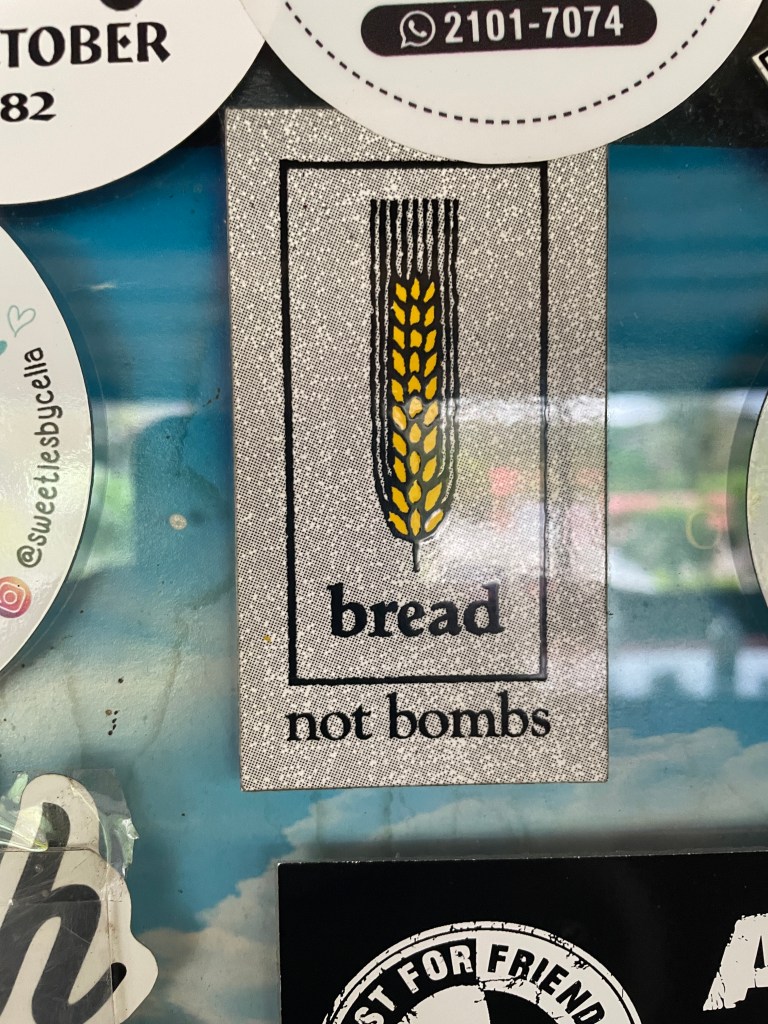 TOBER
82
2101-7074
@sweetiesbycella
bread
not bombs
h
ST FOR FRIEND
A